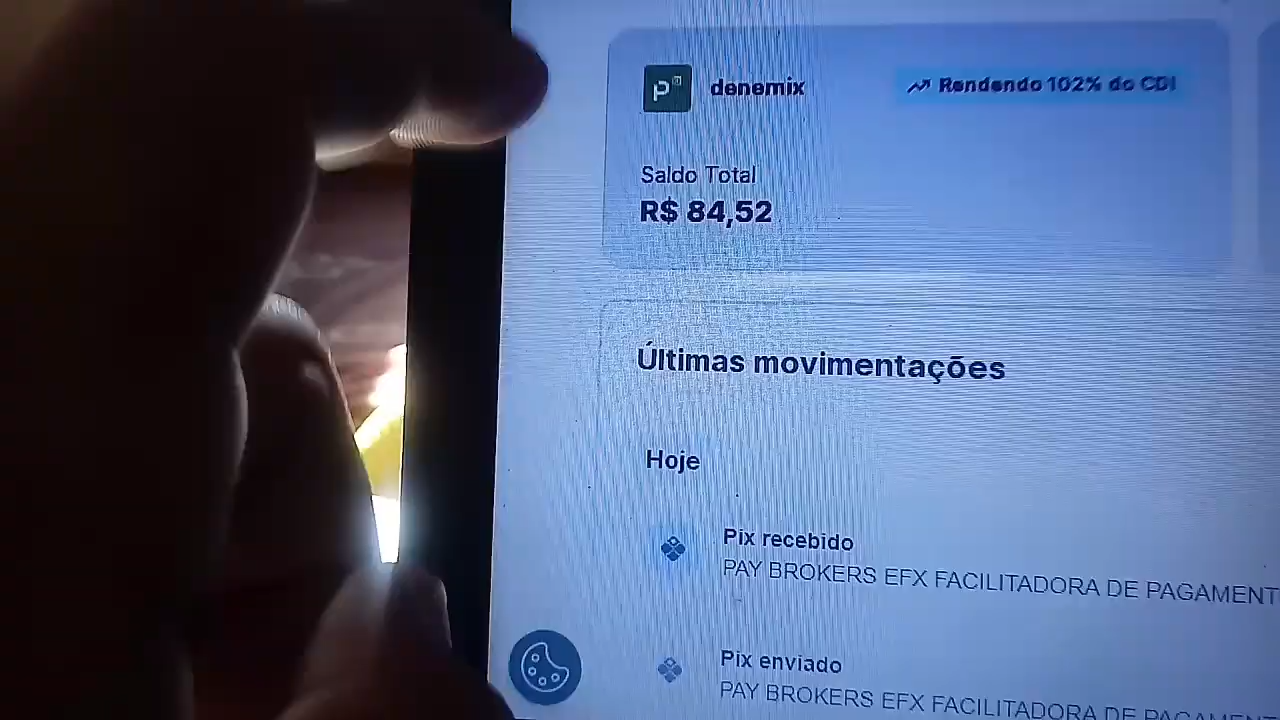 P denemix
Rendendo 102% do CDI
Saldo Total
R$ 84,52
Últimas movimentações
Hoje
Pix recebido
PAY BROKERS EFX FACILITADORA DE PAGAMENT
Pix enviado
PAY BROKERS EFX FACILITADORA DE PAGAMENT